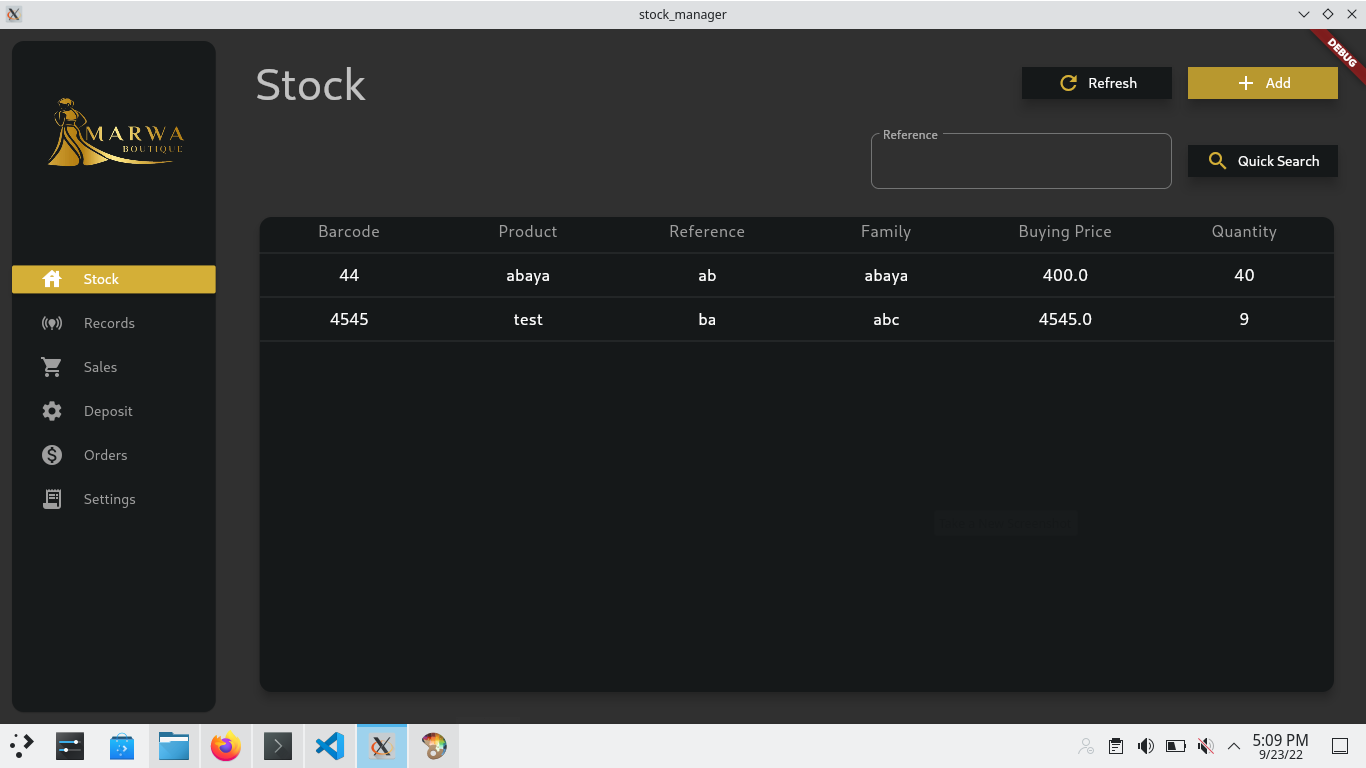 stock_manager
DEBUG
MARWA
BOUTIQUE
Stock
Refresh
Add
Reference
Quick Search
Barcode Product Reference Family Buying Price Quantity
44 abaya ab abaya 400.0 40
4545 test ba abc 4545.0 9
Stock
Records
Sales
Deposit
Orders
Settings
5:09 PM
9/23/22